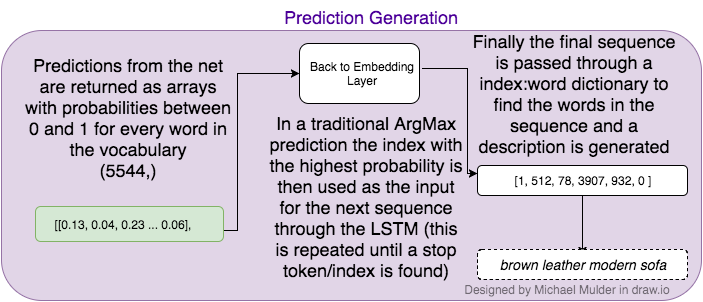 Prediction Generation
Predictions from the net
are returned as arrays
with probabilities between
0 and 1 for every word in
the vocabulary
(5544,)
[[0.13, 0.04, 0.23 ... 0.06],
Back to Embedding
Layer
In a traditional ArgMax
prediction the index with
the highest probability is
then used as the input
for the next sequence
through the LSTM (this
is repeated until a stop
token/index is found)
Finally the final sequence
is passed through a
index:word dictionary to
find the words in the
sequence and a
description is generated
[1, 512, 78, 3907, 932, 0 ]
brown leather modern sofa
Designed by Michael Mulder in draw.io